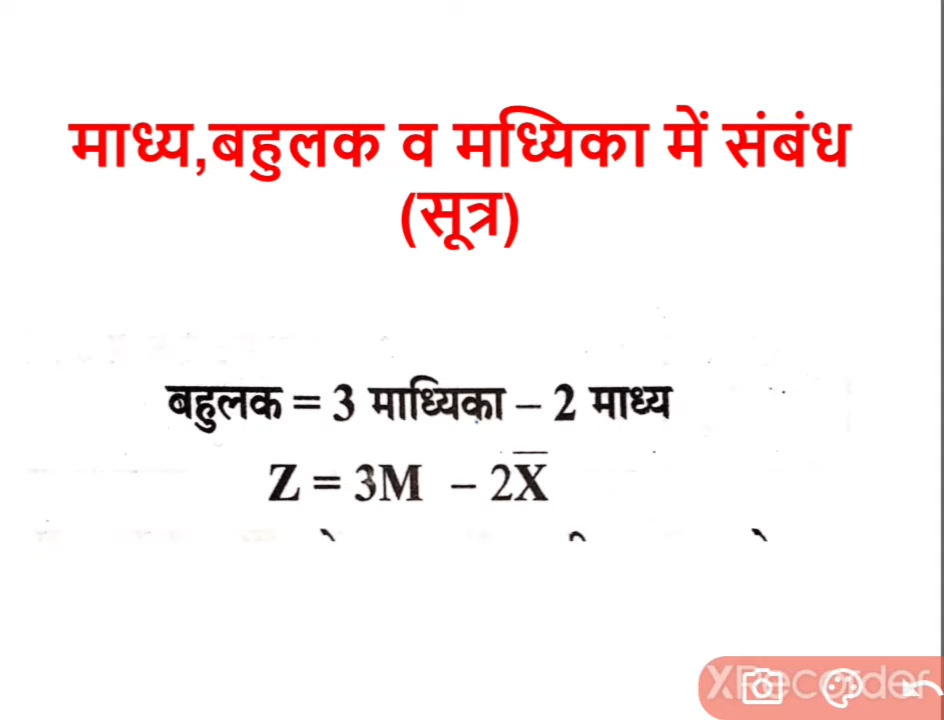 माध्य,बहुलक व मध्यिका में संबंध
(सूत्र)
बहुलक = 3 माध्यिका – 2 माध्य
Z = 3M – 2X̅
XRecorder